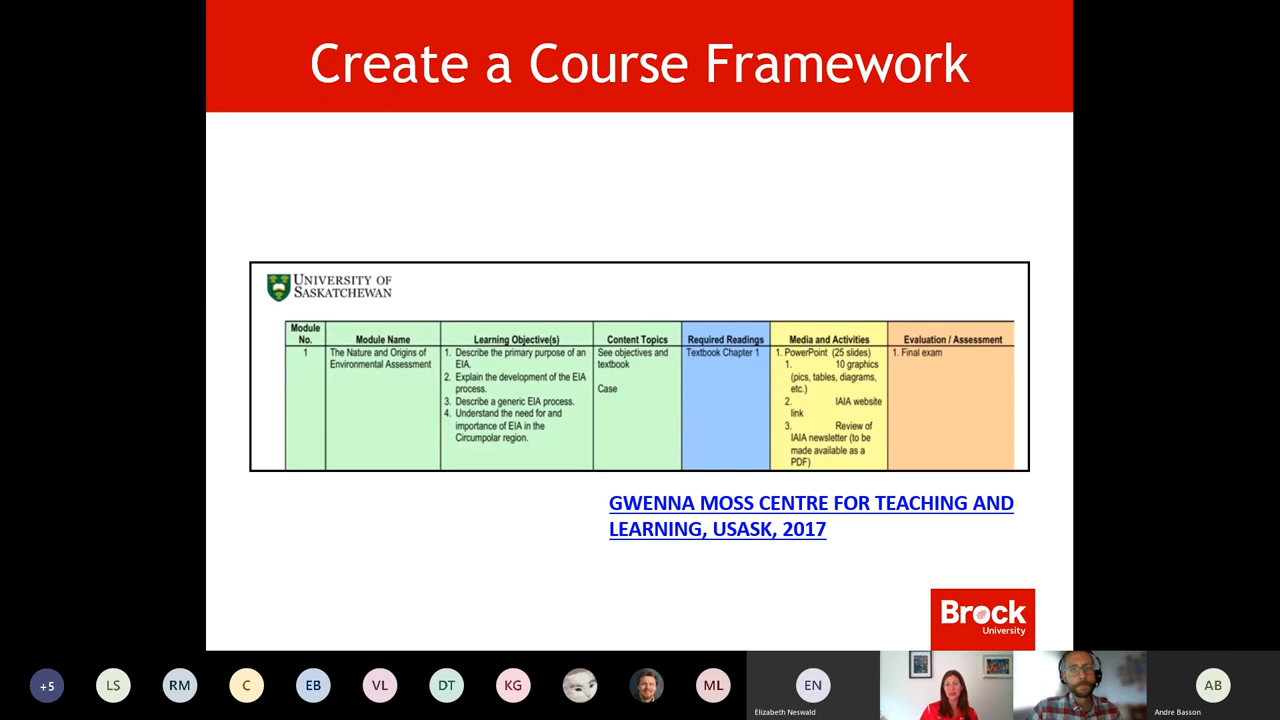 Create a Course Framework
UNIVERSITY OF
SASKATCHEWAN
Module
No.
Module Name
Learning Objective(s)
Content Topics
Required Readings
Media and Activities
Evaluation / Assessment
1
The Nature and Origins of
Environmental Assessment
1. Describe the primary purpose of an
EIA.
2. Explain the development of the EIA
process.
3. Describe a generic EIA process.
4. Understand the need for and
importance of EIA in the
Circumpolar region.
See objectives and
textbook
Case
Textbook Chapter 1
1. PowerPoint (25 slides)
1. 10 graphics
(pics, tables, diagrams,
etc.)
2. IAIA website
link
3. Review of
IAIA newsletter (to be
made available as a
PDF)
1. Final exam
GWENNA MOSS CENTRE FOR TEACHING AND
LEARNING, USASK, 2017
Brock
University
+5
LS
RM
C
EB
VL
DT
KG
ML
EN
Elizabeth Neswald
AB
Andre Basson